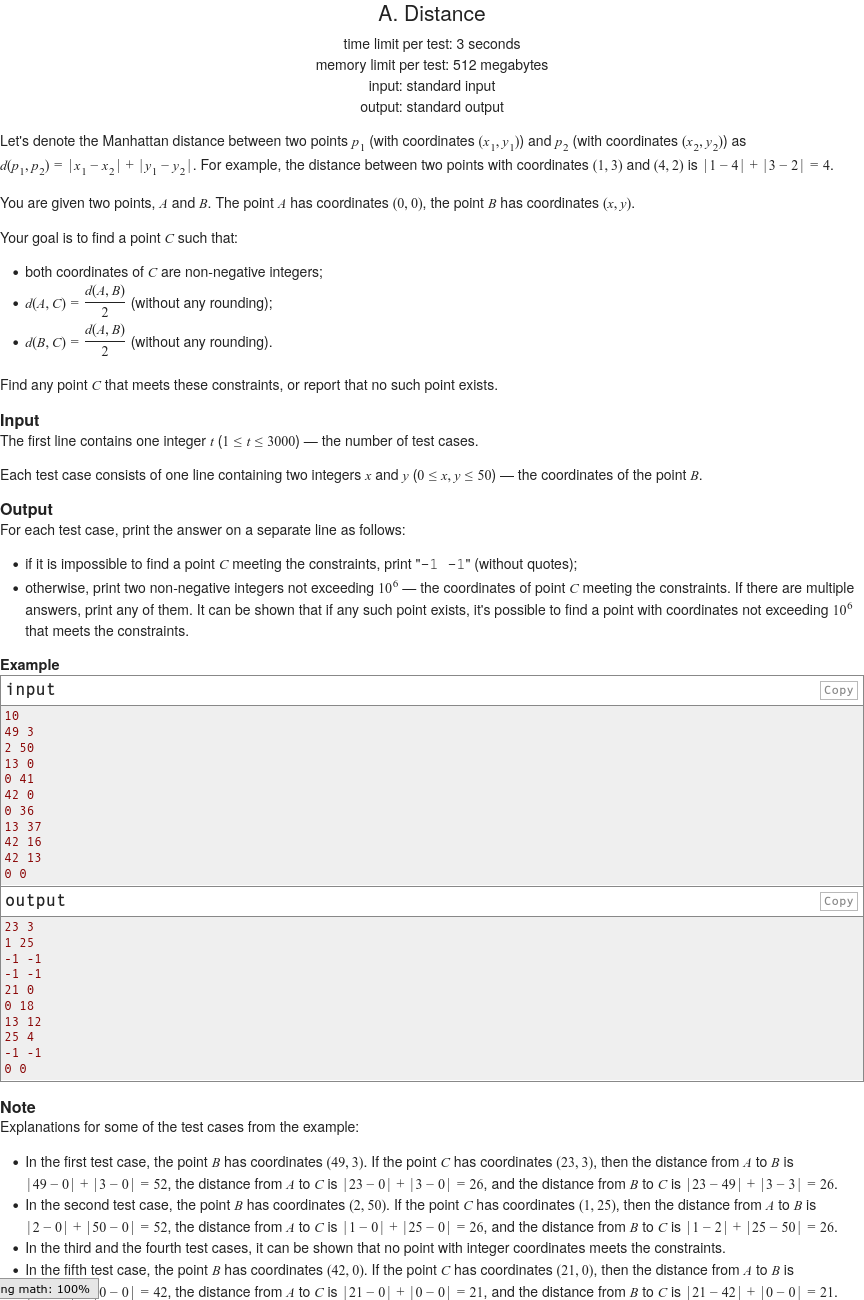 A. Distance
time limit per test: 3 seconds
memory limit per test: 512 megabytes
input: standard input
output: standard output
Let's denote the Manhattan distance between two points p1 (with coordinates (x1, y1)) and p2 (with coordinates (x2, y2)) as
d(p1, p2) = |x1 − x2| + |y1 − y2|. For example, the distance between two points with coordinates (1, 3) and (4, 2) is |1 − 4| + |3 − 2| = 4.
You are given two points, A and B. The point A has coordinates (0, 0), the point B has coordinates (x, y).
Your goal is to find a point C such that:
• both coordinates of C are non-negative integers;
• d(A, C) = d(A, B)/2 (without any rounding);
• d(B, C) = d(A, B)/2 (without any rounding).
Find any point C that meets these constraints, or report that no such point exists.
Input
The first line contains one integer t (1 ≤ t ≤ 3000) — the number of test cases.
Each test case consists of one line containing two integers x and y (0 ≤ x, y ≤ 50) — the coordinates of the point B.
Output
For each test case, print the answer on a separate line as follows:
• if it is impossible to find a point C meeting the constraints, print "-1 -1" (without quotes);
• otherwise, print two non-negative integers not exceeding 10^6 — the coordinates of point C meeting the constraints. If there are multiple
answers, print any of them. It can be shown that if any such point exists, it's possible to find a point with coordinates not exceeding 10^6
that meets the constraints.
Example
input Copy
10
49 3
2 50
13 0
0 41
42 0
0 36
13 37
42 16
42 13
0 0
output Copy
23 3
1 25
-1 -1
-1 -1
21 0
0 18
13 12
25 4
-1 -1
0 0
Note
Explanations for some of the test cases from the example:
• In the first test case, the point B has coordinates (49, 3). If the point C has coordinates (23, 3), then the distance from A to B is
|49 − 0| + |3 − 0| = 52, the distance from A to C is |23 − 0| + |3 − 0| = 26, and the distance from B to C is |23 − 49| + |3 − 3| = 26.
• In the second test case, the point B has coordinates (2, 50). If the point C has coordinates (1, 25), then the distance from A to B is
|2 − 0| + |50 − 0| = 52, the distance from A to C is |1 − 0| + |25 − 0| = 26, and the distance from B to C is |1 − 2| + |25 − 50| = 26.
• In the third and the fourth test cases, it can be shown that no point with integer coordinates meets the constraints.
• In the fifth test case, the point B has coordinates (42, 0). If the point C has coordinates (21, 0), then the distance from A to B is
ng math: 100% 0 − 0| = 42, the distance from A to C is |21 − 0| + |0 − 0| = 21, and the distance from B to C is |21 − 42| + |0 − 0| = 21.